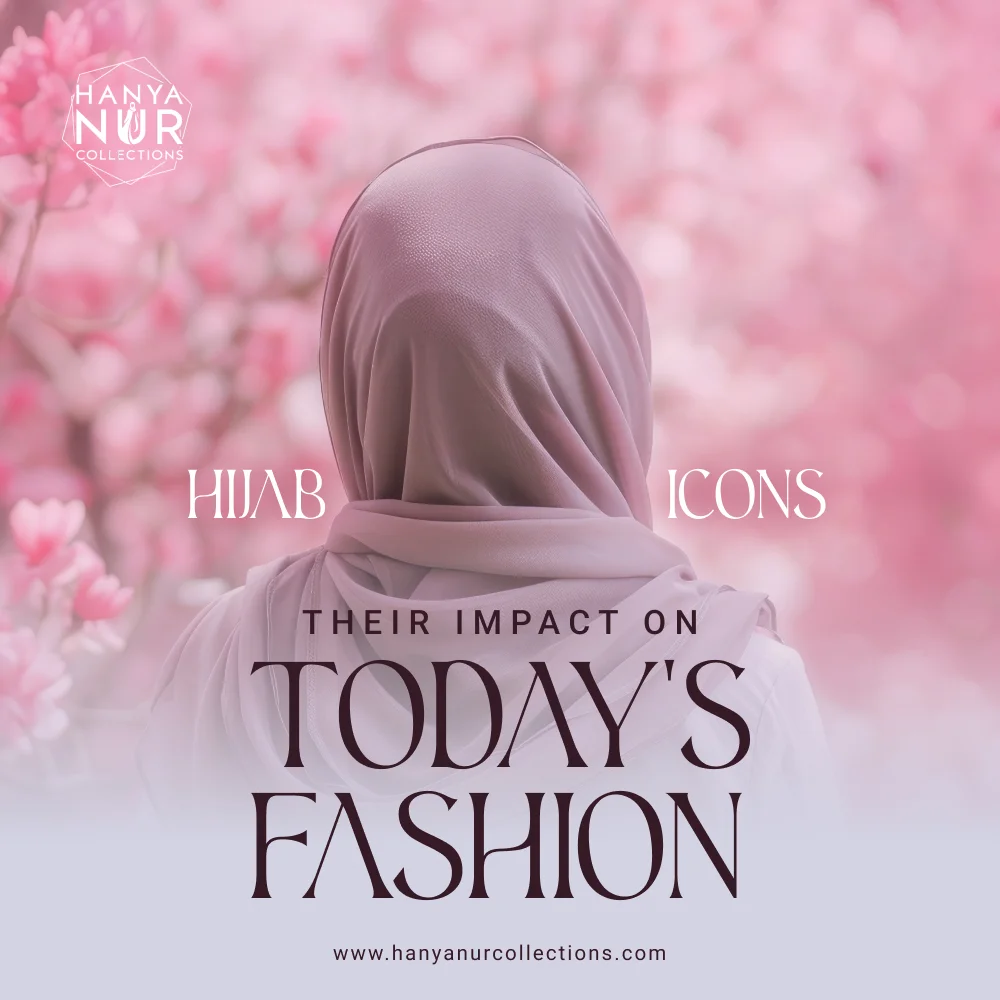 HANYA
NUR
COLLECTIONS
HIJAB ICONS
THEIR IMPACT ON
TODAY'S
FASHION
www.hanyanurcollections.com